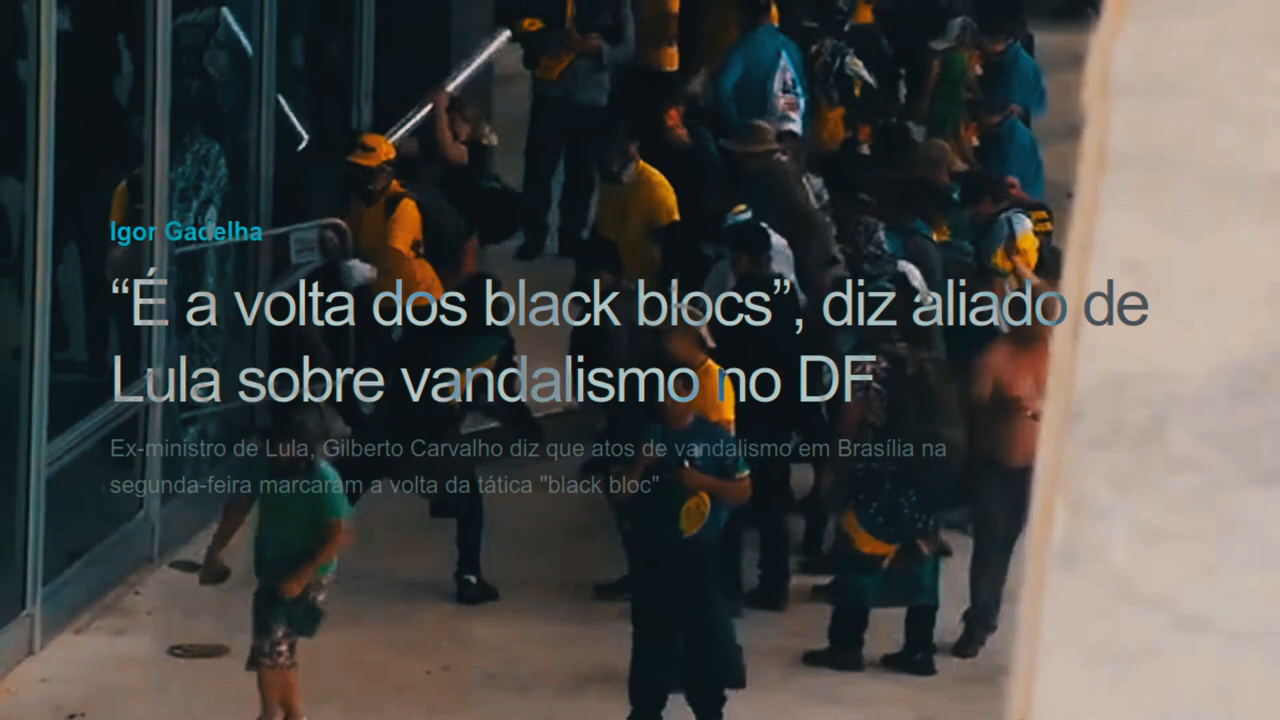 Igor Gadelha
“É a volta dos black blocs”, diz aliado de
Lula sobre vandalismo no DF
Ex-ministro de Lula, Gilberto Carvalho diz que atos de vandalismo em Brasília na
segunda-feira marcaram a volta da tática "black bloc"